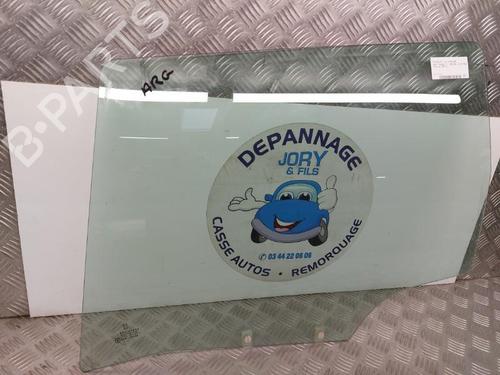 B-PARTS
ARG
DEPANNAGE
JORY
& FILS
CASSE AUTOS • REMORQUAGE •
03 44 22 06 06